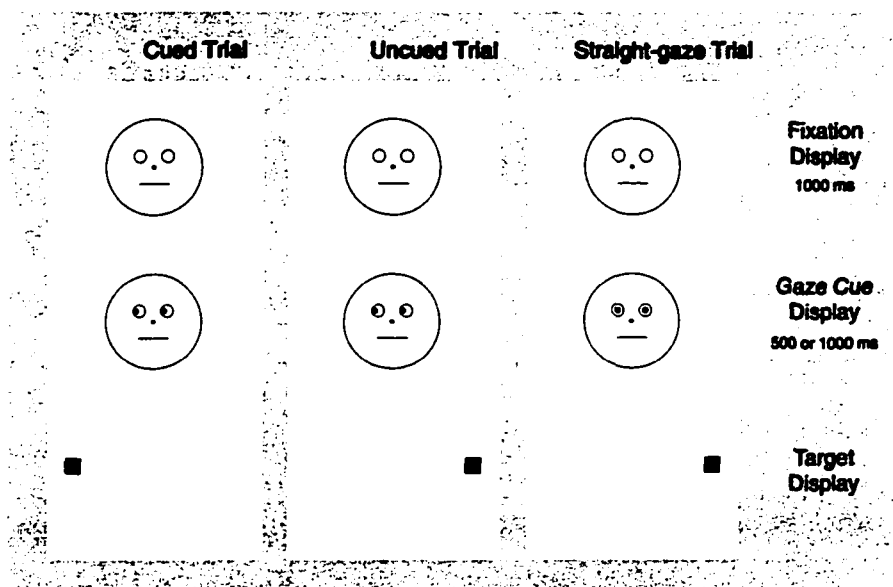 Cued Trial Uncued Trial Straight-gaze Trial
Fixation
Display
1000 ms
Gaze Cue
Display
500 or 1000 ms
Target
Display